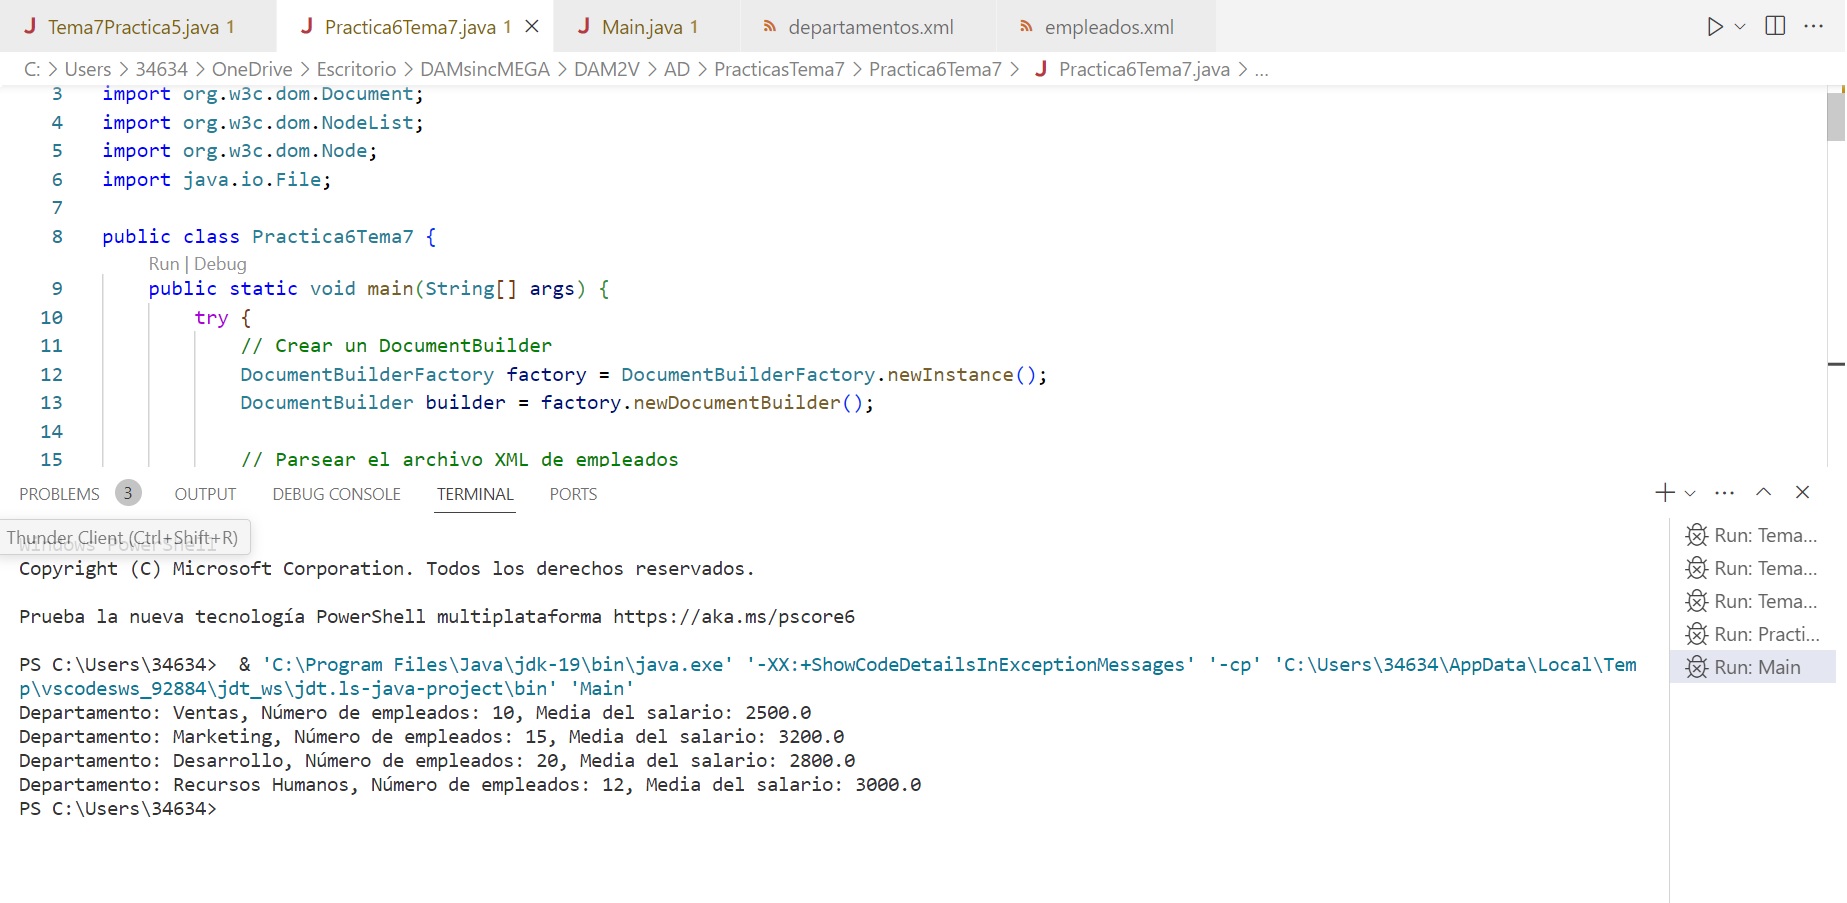 Tema7Practica5.java 1 Practica6Tema7.java 1 Main.java 1 departamentos.xml empleados.xml
C: > Users > 34634 > OneDrive > Escritorio > DAMsincMEGA > DAM2V > AD > PracticasTema7 > Practica6Tema7 > Practica6Tema7.java > ...
3 import org.w3c.dom.Document;
4 import org.w3c.dom.NodeList;
5 import org.w3c.dom.Node;
6 import java.io.File;
7
8 public class Practica6Tema7 {
Run | Debug
9 public static void main(String[] args) {
10 try {
11 // Crear un DocumentBuilder
12 DocumentBuilderFactory factory = DocumentBuilderFactory.newInstance();
13 DocumentBuilder builder = factory.newDocumentBuilder();
14
15 // Parsear el archivo XML de empleados
PROBLEMS 3 OUTPUT DEBUG CONSOLE TERMINAL PORTS
Thunder Client (Ctrl+Shift+R)
Windows PowerShell
Copyright (C) Microsoft Corporation. Todos los derechos reservados.
Prueba la nueva tecnología PowerShell multiplataforma https://aka.ms/pscore6
PS C:\Users\34634> & 'C:\Program Files\Java\jdk-19\bin\java.exe' '-XX:+ShowCodeDetailsInExceptionMessages' '-cp' 'C:\Users\34634\AppData\Local\Tem
p\vscodesws_92884\jdt_ws\jdt.ls-java-project\bin' 'Main'
Departamento: Ventas, Número de empleados: 10, Media del salario: 2500.0
Departamento: Marketing, Número de empleados: 15, Media del salario: 3200.0
Departamento: Desarrollo, Número de empleados: 20, Media del salario: 2800.0
Departamento: Recursos Humanos, Número de empleados: 12, Media del salario: 3000.0
PS C:\Users\34634>
Run: Tema...
Run: Tema...
Run: Tema...
Run: Practi...
Run: Main